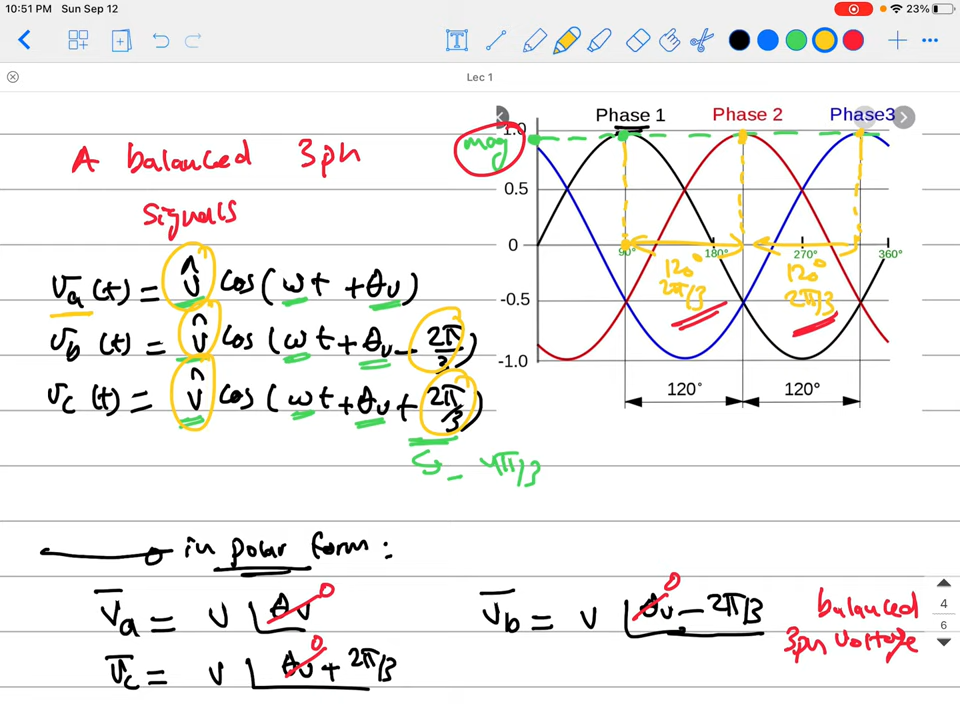 10:51 PM Sun Sep 12
23%
Lec 1
A balanced 3ph
signals
mag
Phase 1 Phase 2 Phase3
1.0
0.5
0
-0.5
-1.0
90° 180° 270° 360°
120° 120°
2π/3 2π/3
120° 120°
va (t) = v̂ cos(ωt + θv)
vb (t) = v̂ cos(ωt + θv - 2π/3)
vc (t) = v̂ cos(ωt + θv + 2π/3)
↳ - 4π/3
in polar form:
V̅a = V ∠θv 0
V̅b = V ∠θv 0 - 2π/3
V̅c = V ∠θv 0 + 2π/3
balanced
3ph voltage
4
6